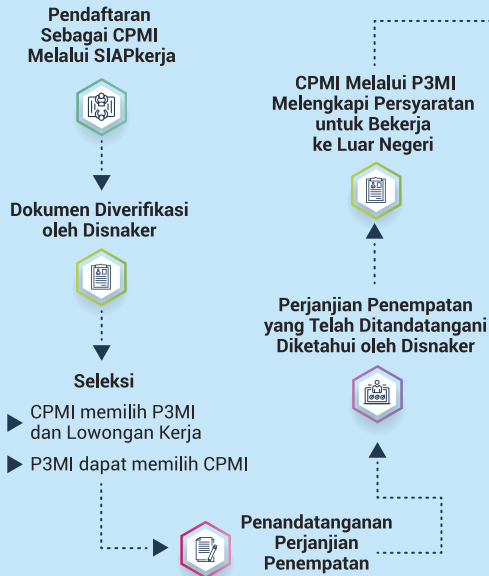 Pendaftaran
Sebagai CPMI
Melalui SIAPkerja
Dokumen Diverifikasi
oleh Disnaker
Seleksi
CPMI memilih P3MI
dan Lowongan Kerja
P3MI dapat memilih CPMI
Penandatanganan
Perjanjian
Penempatan
Perjanjian Penempatan
yang Telah Ditandatangani
Diketahui oleh Disnaker
CPMI Melalui P3MI
Melengkapi Persyaratan
untuk Bekerja
ke Luar Negeri